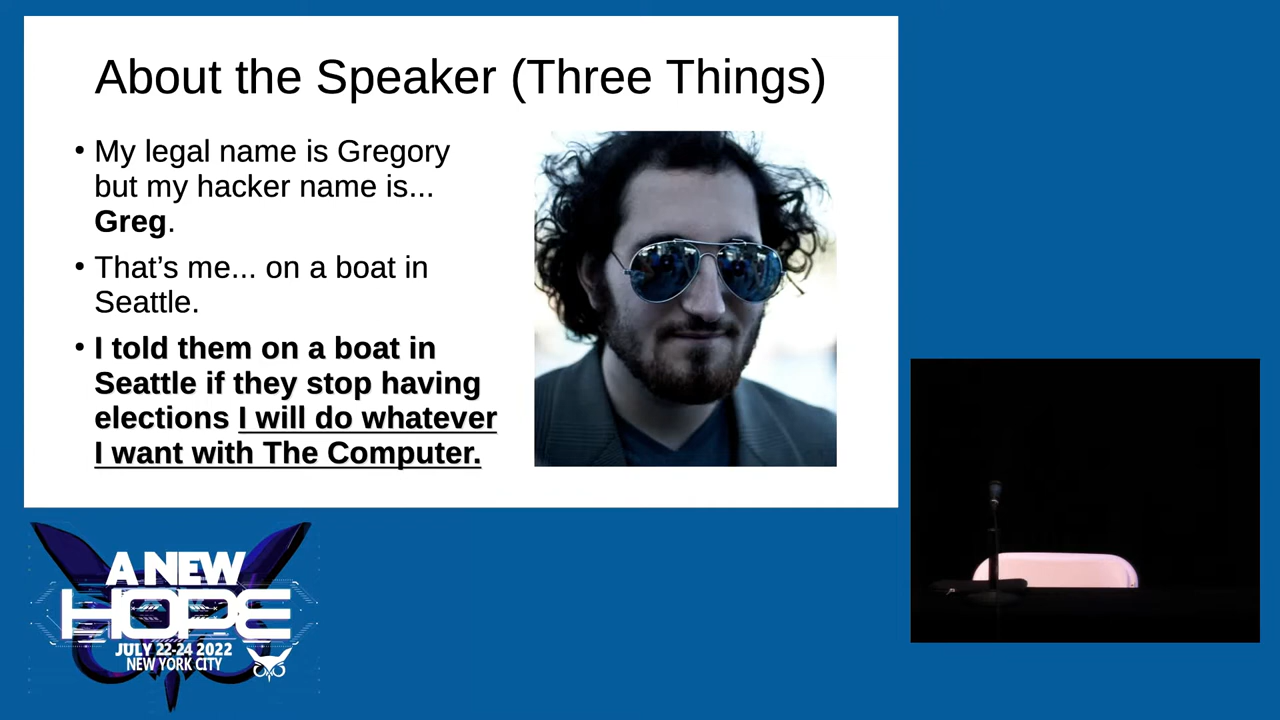 About the Speaker (Three Things)
• My legal name is Gregory
but my hacker name is...
Greg.
• That’s me... on a boat in
Seattle.
• I told them on a boat in
Seattle if they stop having
elections I will do whatever
I want with The Computer.
A NEW
HOPE
JULY 22-24 2022
NEW YORK CITY